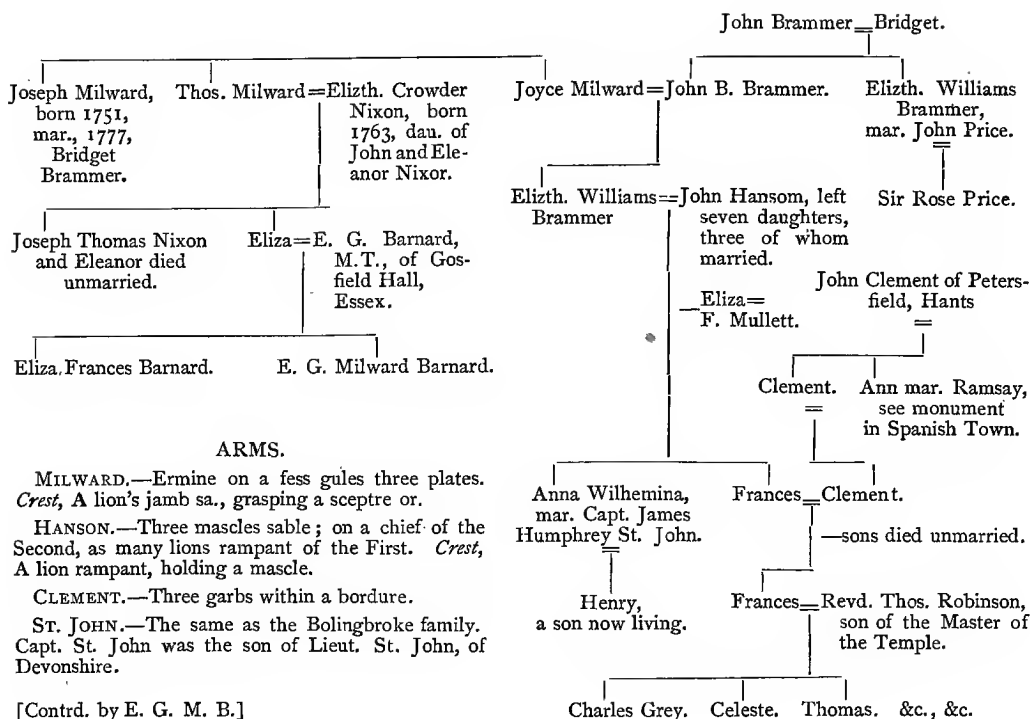 John Brammer=Bridget.
Joseph Milward,
born 1751,
mar., 1777,
Bridget
Brammer.
Thos. Milward=Elizth. Crowder
Nixon, born
1763, dau. of
John and Ele-
anor Nixor.
Joyce Milward=John B. Brammer.
Elizth. Williams
Brammer,
mar. John Price.
=
Sir Rose Price.
Elizth. Williams=John Hansom, left
Brammer
seven daughters,
three of whom
married.
Joseph Thomas Nixon
and Eleanor died
unmarried.
Eliza=E. G. Barnard,
M.T., of Gos-
field Hall,
Essex.
—Eliza=
F. Mullett.
John Clement of Peters-
field, Hants
=
Eliza, Frances Barnard.
E. G. Milward Barnard.
Clement.
=
Ann mar. Ramsay,
see monument
in Spanish Town.
ARMS.
MILWARD.—Ermine on a fess gules three plates.
Crest, A lion's jamb sa., grasping a sceptre or.
HANSON.—Three mascles sable; on a chief of the
Second, as many lions rampant of the First. Crest,
A lion rampant, holding a mascle.
CLEMENT.—Three garbs within a bordure.
ST. JOHN.—The same as the Bolingbroke family.
Capt. St. John was the son of Lieut. St. John, of
Devonshire.
[Contrd. by E. G. M. B.]
Anna Wilhemina,
mar. Capt. James
Humphrey St. John.
=
Henry,
a son now living.
Frances=Clement.
—sons died unmarried.
Frances=Revd. Thos. Robinson,
son of the Master of
the Temple.
Charles Grey. Celeste. Thomas. &c., &c.